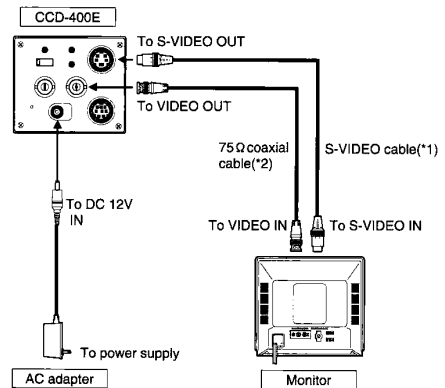 CCD-400E
To S-VIDEO OUT
To VIDEO OUT
75Ω coaxial
cable(*2)
S-VIDEO cable(*1)
To DC 12V
IN
To VIDEO IN
To S-VIDEO IN
To power supply
AC adapter
Monitor